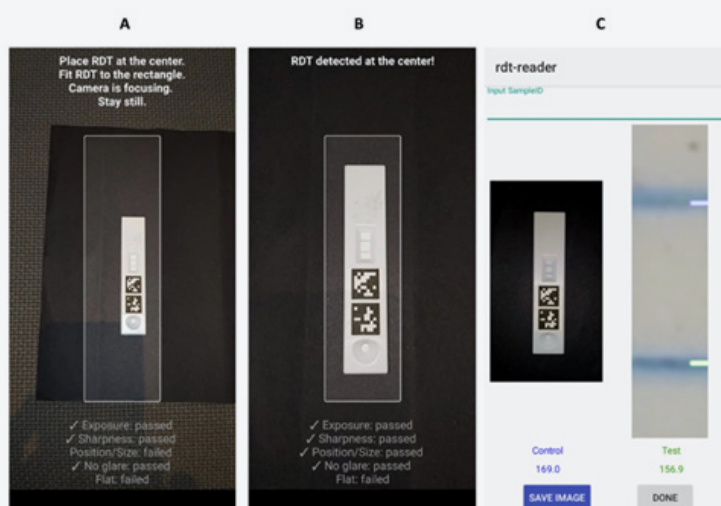 A
Place RDT at the center.
Fit RDT to the rectangle.
Camera is focusing.
Stay still.
✓ Exposure: passed
✓ Sharpness: passed
Position/Size: failed
✓ No glare: passed
Flat: failed
B
RDT detected at the center!
✓ Exposure: passed
✓ Sharpness: passed
✓ Position/Size: passed
✓ No glare: passed
Flat: failed
C
rdt-reader
Input SampleID
Control
169.0
Test
156.9
SAVE IMAGE
DONE